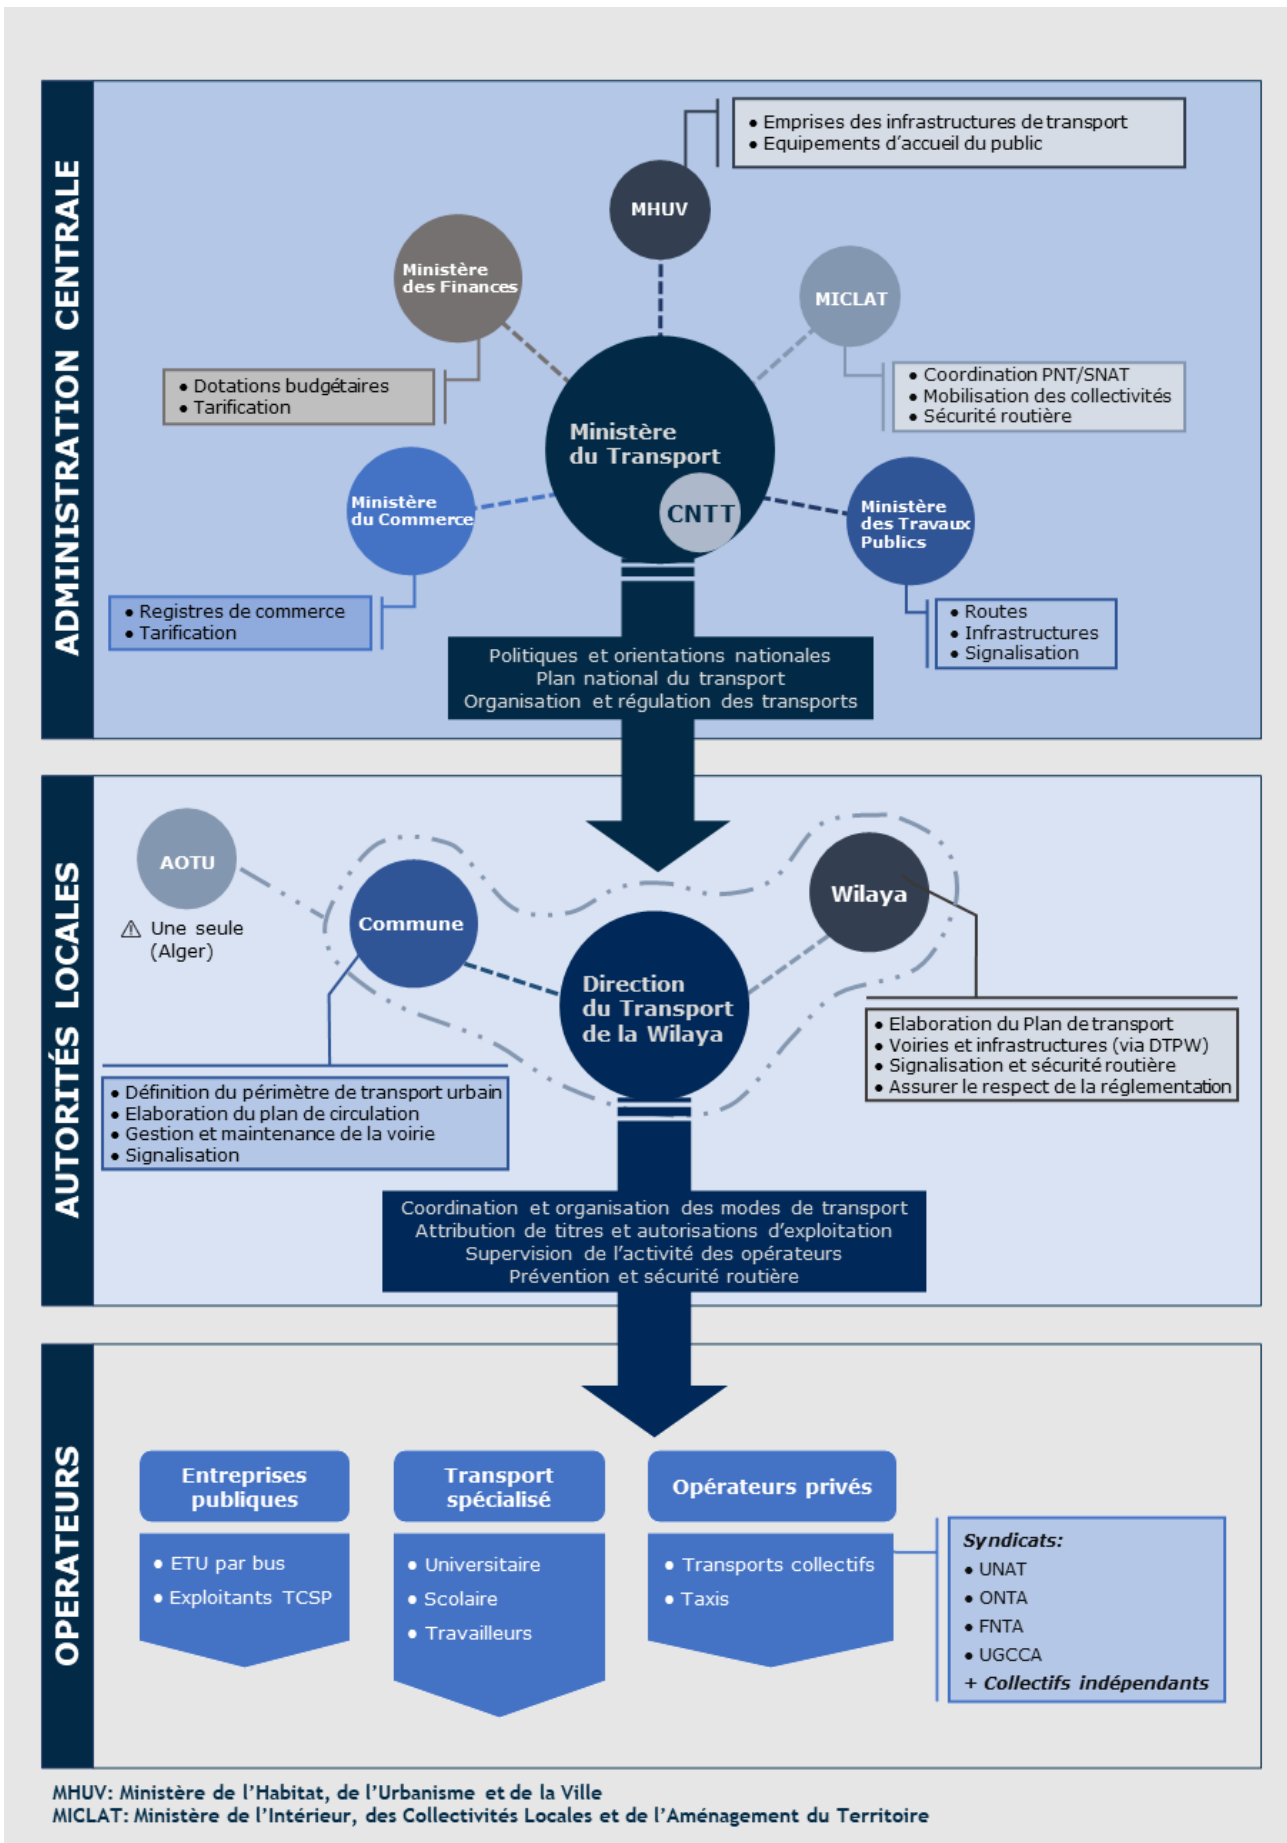 ADMINISTRATION CENTRALE
● Emprises des infrastructures de transport
● Equipements d'accueil du public
MHUV
Ministère
des Finances
MICLAT
● Dotations budgétaires
● Tarification
● Coordination PNT/SNAT
● Mobilisation des collectivités
● Sécurité routière
Ministère
du Transport
CNTT
Ministère
du Commerce
Ministère
des Travaux
Publics
● Registres de commerce
● Tarification
● Routes
● Infrastructures
● Signalisation
Politiques et orientations nationales
Plan national du transport
Organisation et régulation des transports
AUTORITÉS LOCALES
AOTU
⚠ Une seule
(Alger)
Commune
Wilaya
Direction
du Transport
de la Wilaya
● Elaboration du Plan de transport
● Voiries et infrastructures (via DTPW)
● Signalisation et sécurité routière
● Assurer le respect de la réglementation
● Définition du périmètre de transport urbain
● Elaboration du plan de circulation
● Gestion et maintenance de la voirie
● Signalisation
Coordination et organisation des modes de transport
Attribution de titres et autorisations d'exploitation
Supervision de l'activité des opérateurs
Prévention et sécurité routière
OPERATEURS
Entreprises
publiques
● ETU par bus
● Exploitants TCSP
Transport
spécialisé
● Universitaire
● Scolaire
● Travailleurs
Opérateurs privés
● Transports collectifs
● Taxis
Syndicats:
● UNAT
● ONTA
● FNTA
● UGCCA
+ Collectifs indépendants
MHUV: Ministère de l'Habitat, de l'Urbanisme et de la Ville
MICLAT: Ministère de l'Intérieur, des Collectivités Locales et de l'Aménagement du Territoire